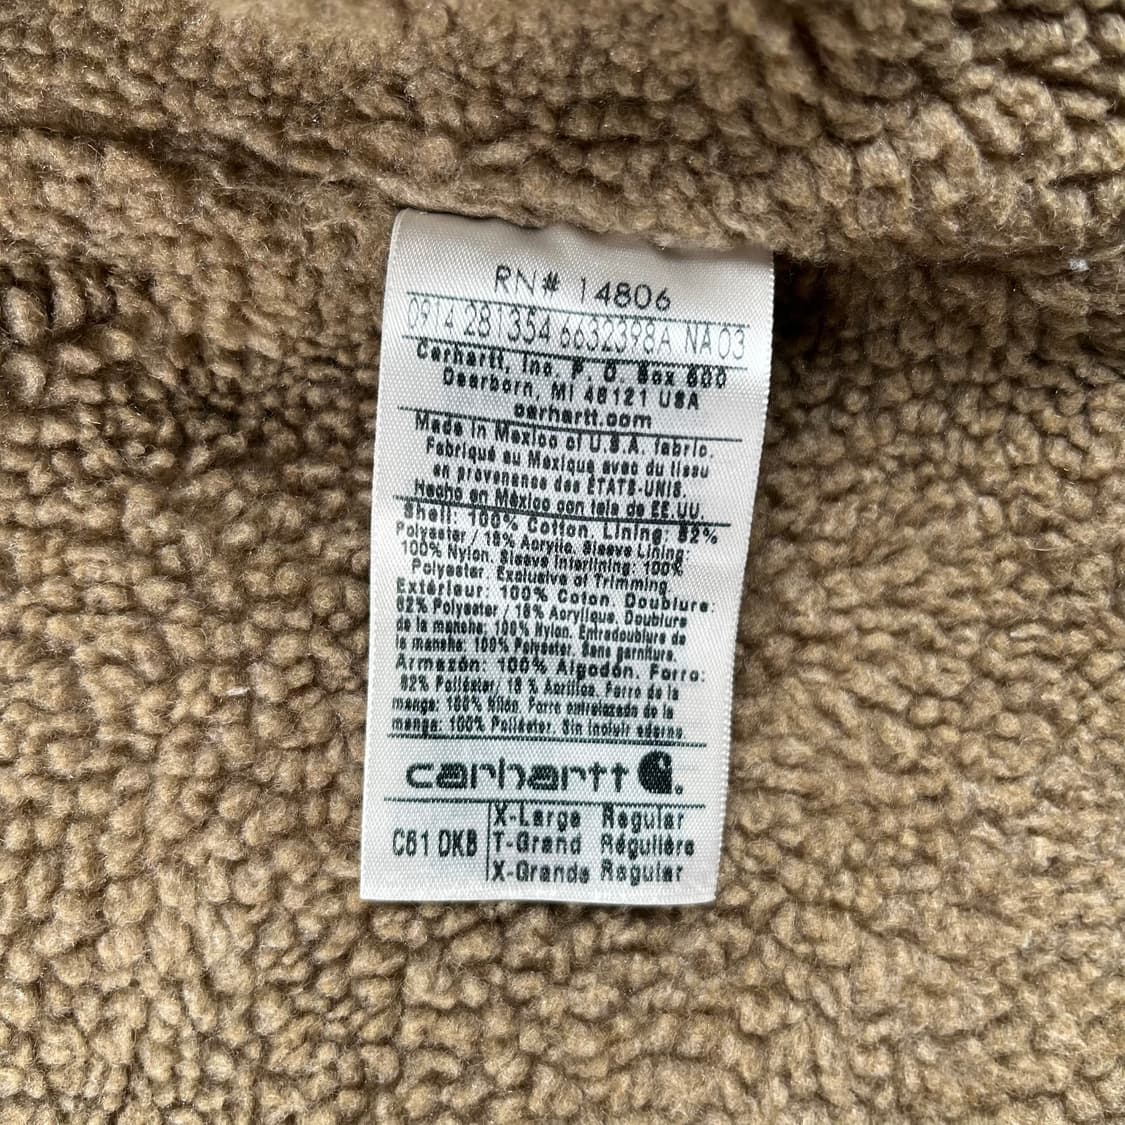 RN# 14806
0914 281354 6632398A NA 03
Carhartt, Inc. P. O. Box 600
Dearborn, MI 48121 USA
carhartt.com
Made in Mexico of U.S.A. fabric.
Fabriqué au Mexique avec du tissu
en provenance des ÉTATS-UNIS.
Hecho en México con tela de EE.UU.
Shell: 100% Cotton. Lining: 82%
Polyester / 18% Acrylic. Sleeve Lining:
100% Nylon. Sleeve Interlining: 100%
Polyester. Exclusive of Trimming
Extérieur: 100% Coton. Doublure:
82% Polyester / 18% Acrylique. Doublure
de la manche: 100% Nylon. Entredoublure de
la manche: 100% Polyester. Sans garniture.
Armazón: 100% Algodón. Forro:
82% Poliéster/ 18 % Acrílico. Forro de la
manga: 100% Nilón. Forro entrelazado de la
manga: 100% Poliéster. Sin incluir adorno.
carhartt
C61 DKB
X-Large Regular
T-Grand Régulière
X-Grande Regular